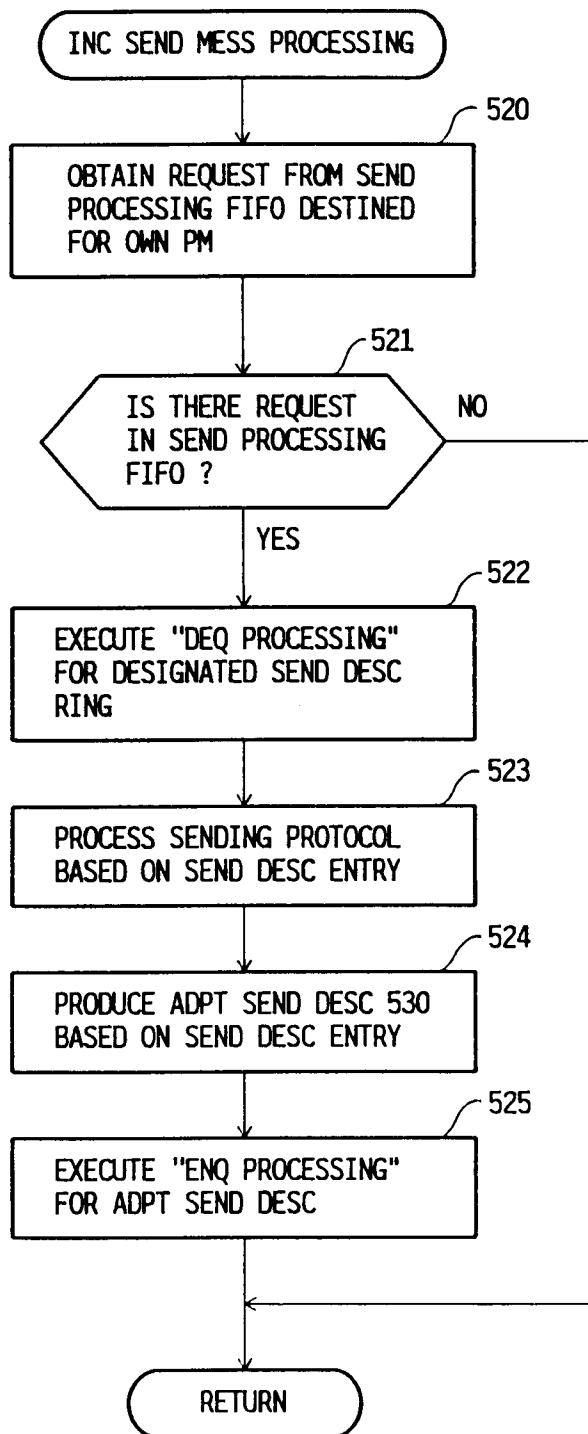 INC SEND MESS PROCESSING
520
OBTAIN REQUEST FROM SEND
PROCESSING FIFO DESTINED
FOR OWN PM
521
IS THERE REQUEST
IN SEND PROCESSING
FIFO ?
NO
YES
522
EXECUTE "DEQ PROCESSING"
FOR DESIGNATED SEND DESC
RING
523
PROCESS SENDING PROTOCOL
BASED ON SEND DESC ENTRY
524
PRODUCE ADPT SEND DESC 530
BASED ON SEND DESC ENTRY
525
EXECUTE "ENQ PROCESSING"
FOR ADPT SEND DESC
RETURN